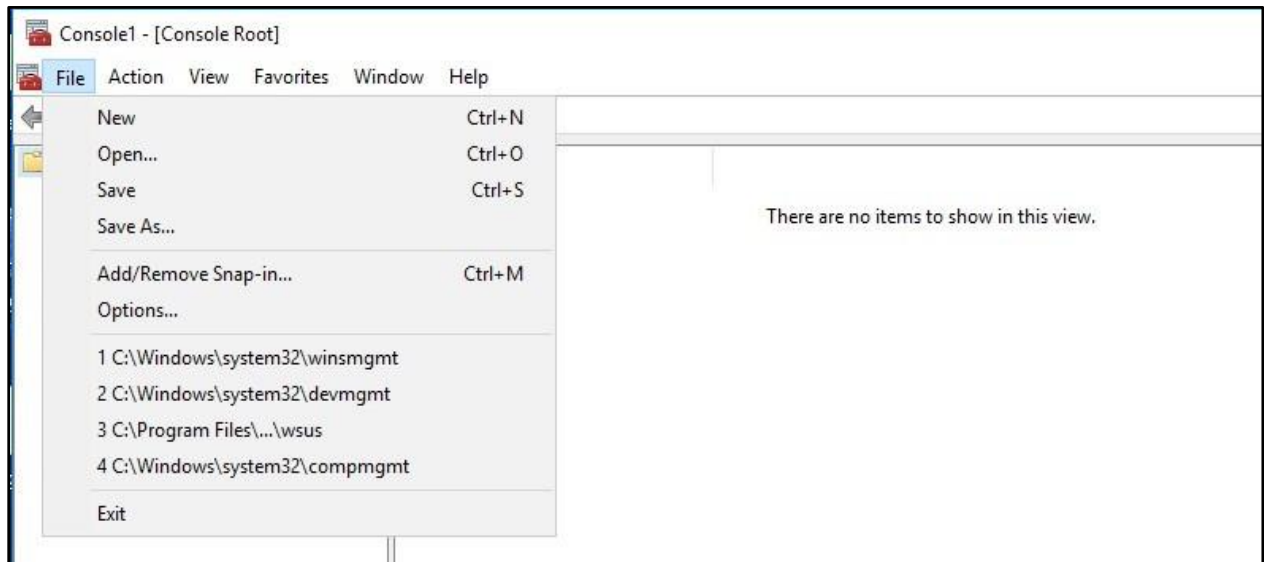 Console1 - [Console Root]
File Action View Favorites Window Help
New Ctrl+N
Open... Ctrl+O
Save Ctrl+S
Save As...
There are no items to show in this view.
Add/Remove Snap-in... Ctrl+M
Options...
1 C:\Windows\system32\winsmgmt
2 C:\Windows\system32\devmgmt
3 C:\Program Files\...\wsus
4 C:\Windows\system32\compmgmt
Exit